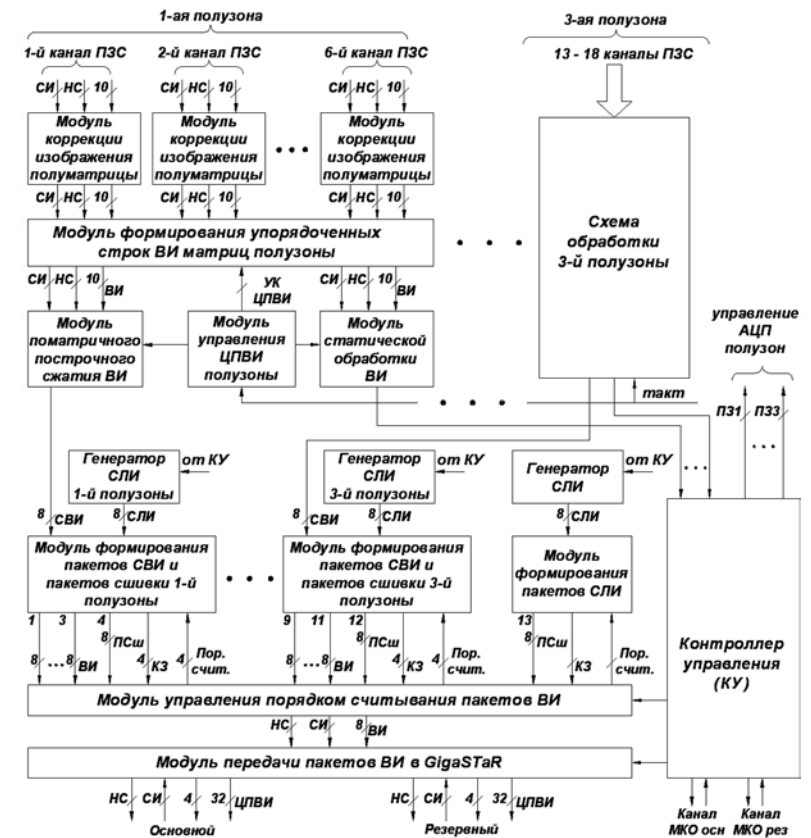 1-ая полузона
3-ая полузона
1-й канал ПЗС
2-й канал ПЗС
6-й канал ПЗС
13 - 18 каналы ПЗС
СИ НС 10
СИ НС 10
СИ НС 10
Модуль
коррекции
изображения
полуматрицы
Модуль
коррекции
изображения
полуматрицы
Модуль
коррекции
изображения
полуматрицы
СИ НС 10
СИ НС 10
СИ НС 10
Модуль формирования упорядоченных
строк ВИ матриц полузоны
Схема
обработки
3-й полузоны
СИ НС 10 ВИ
УК
ЦПВИ
СИ НС 10 ВИ
Модуль
поматричного
построчного
сжатия ВИ
Модуль
управления
ЦПВИ
полузоны
Модуль
статической
обработки
ВИ
управление
АЦП
полузон
такт
ПЗ1
ПЗ3
Генератор
СЛИ
1-й полузоны
от КУ
Генератор
СЛИ
3-й полузоны
от КУ
Генератор
СЛИ
от КУ
8 СВИ
8 СЛИ
8 СВИ
8 СЛИ
8 СЛИ
Модуль формирования
пакетов СВИ и
пакетов сшивки 1-й
полузоны
Модуль формирования
пакетов СВИ и
пакетов сшивки 3-й
полузоны
Модуль
формирования
пакетов СЛИ
Контроллер
управления
(КУ)
1 3 4
8 ПСш
8 ... 8 ВИ
4 КЗ
4 Пор.
счит.
9 11 12
8 ПСш
8 ... 8 ВИ
4 КЗ
4 Пор.
счит.
13
8 ПСш
КЗ
Пор.
счит.
Модуль управления порядком считывания пакетов ВИ
НС СИ 8 ВИ
Модуль передачи пакетов ВИ в GigaSTaR
НС СИ 4 32 ЦПВИ
НС СИ 4 32 ЦПВИ
Основной
Резервный
Канал
МКО осн
Канал
МКО рез